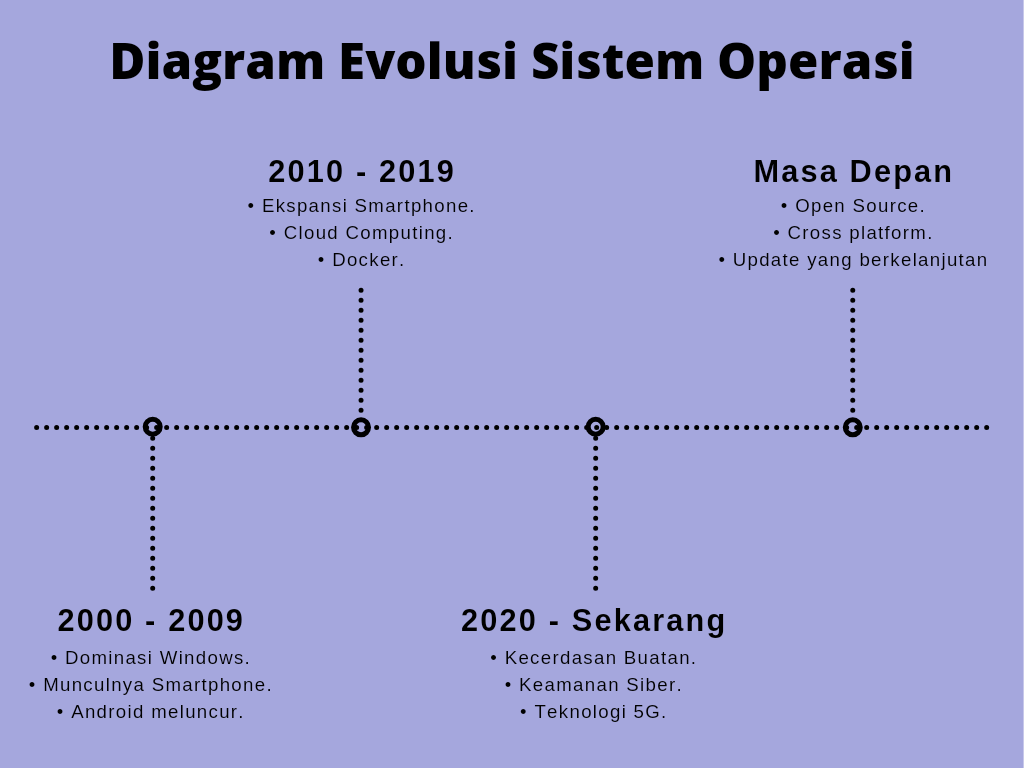 Diagram Evolusi Sistem Operasi
2010 - 2019
• Ekspansi Smartphone.
• Cloud Computing.
• Docker.
Masa Depan
• Open Source.
• Cross platform.
• Update yang berkelanjutan
2000 - 2009
• Dominasi Windows.
• Munculnya Smartphone.
• Android meluncur.
2020 - Sekarang
• Kecerdasan Buatan.
• Keamanan Siber.
• Teknologi 5G.